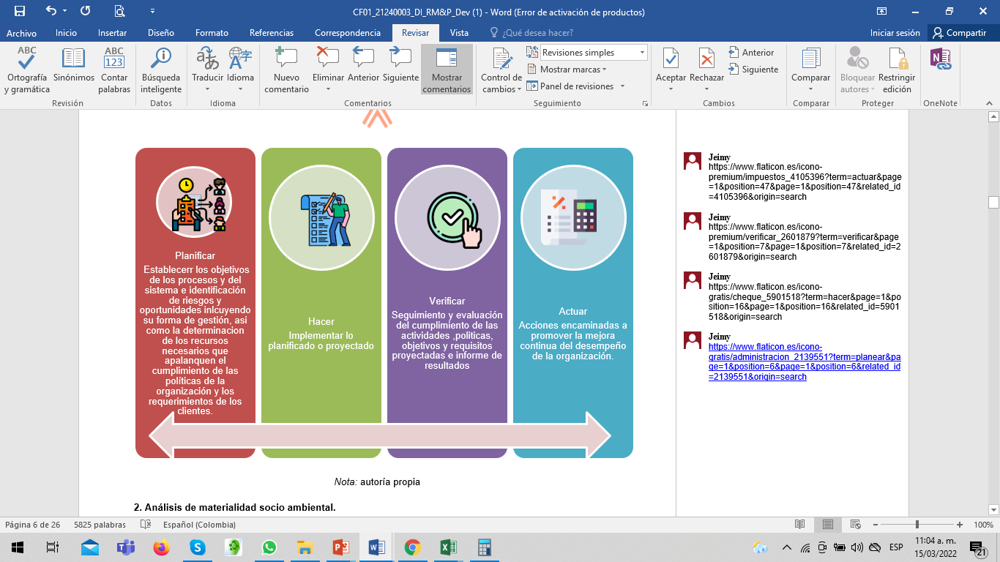 CF01_21240003_DI_RM&P_Dev (1) - Word (Error de activación de productos)
Archivo Inicio Insertar Diseño Formato Referencias Correspondencia Revisar Vista ¿Qué desea hacer? Iniciar sesión Compartir
ABC
Ortografía
y gramática
Sinónimos
ABC
123
Contar
palabras
Revisión
Búsqueda
inteligente
Datos
Traducir
Idioma
Idioma
Nuevo
comentario
Eliminar
Anterior
Siguiente
Mostrar
comentarios
Comentarios
Control de
cambios
Revisiones simples
Mostrar marcas
Panel de revisiones
Seguimiento
Aceptar
Rechazar
Anterior
Siguiente
Cambios
Comparar
Comparar
Bloquear
autores
Restringir
edición
Proteger
OneNote
OneNote
Planificar
Establecerr los objetivos
de los procesos y del
sistema e identificación
de riesgos y
oportunidades inlcuyendo
su forma de gestión, asi
como la determinacion
de los recursos
necesarios que
apalanquen el
cumplimiento de las
políticas de la
organización y los
requerimientos de los
clientes.
Hacer
Implementar lo
planificado o proyectado
Verificar
Seguimiento y evaluación
del cumplimiento de las
actividades ,politicas,
objetivos y requisitos
proyectadas e informe de
resultados
Actuar
Acciones encaminadas a
promover la mejora
continua del desempeño
de la organización.
Nota: autoría propia
2. Análisis de materialidad socio ambiental.
Jeimy
https://www.flaticon.es/icono-
premium/impuestos_4105396?term=actuar&page
=1&position=47&page=1&position=47&related_id
=4105396&origin=search
Jeimy
https://www.flaticon.es/icono-
premium/verificar_2601879?term=verificar&page
=1&position=7&page=1&position=7&related_id=2
601879&origin=search
Jeimy
https://www.flaticon.es/icono-
gratis/cheque_5901518?term=hacer&page=1&po
sition=16&page=1&position=16&related_id=5901
518&origin=search
Jeimy
https://www.flaticon.es/icono-
gratis/administracion_2139551?term=planear&pa
ge=1&position=6&page=1&position=6&related_id
=2139551&origin=search
Página 6 de 26 5825 palabras Español (Colombia) 100%
ESP
11:04 a. m.
15/03/2022
21